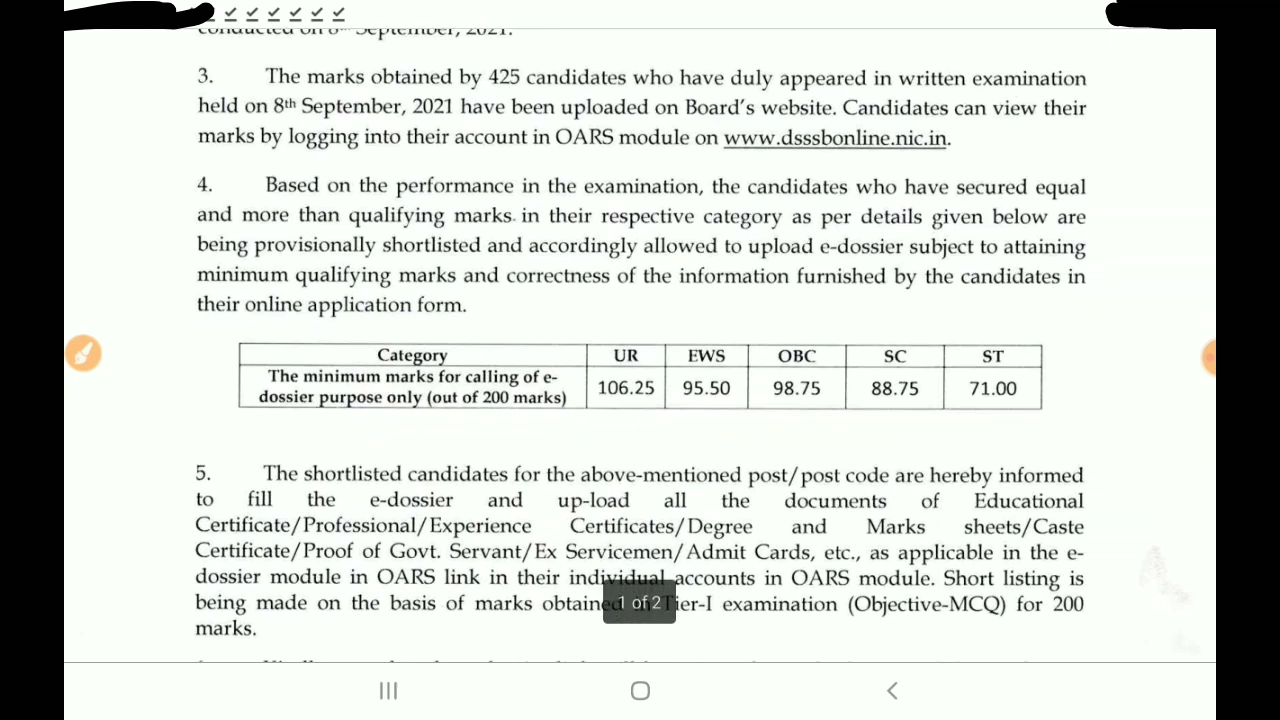 conducted on 8th September, 2021.
3. The marks obtained by 425 candidates who have duly appeared in written examination
held on 8th September, 2021 have been uploaded on Board's website. Candidates can view their
marks by logging into their account in OARS module on www.dsssbonline.nic.in.
4. Based on the performance in the examination, the candidates who have secured equal
and more than qualifying marks in their respective category as per details given below are
being provisionally shortlisted and accordingly allowed to upload e-dossier subject to attaining
minimum qualifying marks and correctness of the information furnished by the candidates in
their online application form.
Category UR EWS OBC SC ST
The minimum marks for calling of e-
dossier purpose only (out of 200 marks) 106.25 95.50 98.75 88.75 71.00
5. The shortlisted candidates for the above-mentioned post/post code are hereby informed
to fill the e-dossier and up-load all the documents of Educational
Certificate/Professional/Experience Certificates/Degree and Marks sheets/Caste
Certificate/Proof of Govt. Servant/Ex Servicemen/Admit Cards, etc., as applicable in the e-
dossier module in OARS link in their individual accounts in OARS module. Short listing is
being made on the basis of marks obtained Tier-I examination (Objective-MCQ) for 200
marks.
1 of 2